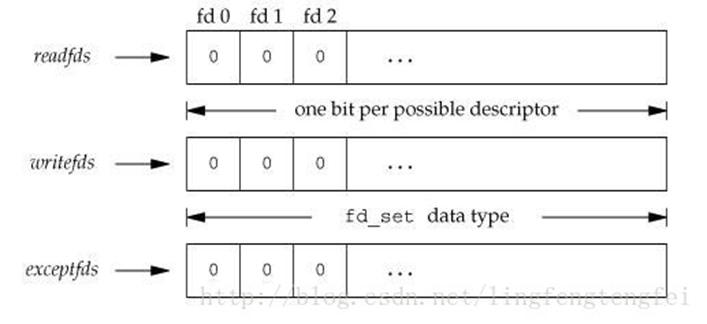 fd 0 fd 1 fd 2
readfds 0 0 0 ...
one bit per possible descriptor
writefds 0 0 0 ...
fd_set data type
exceptfds 0 0 0 ...
http://blog.csdn.net/lingfengtengfei